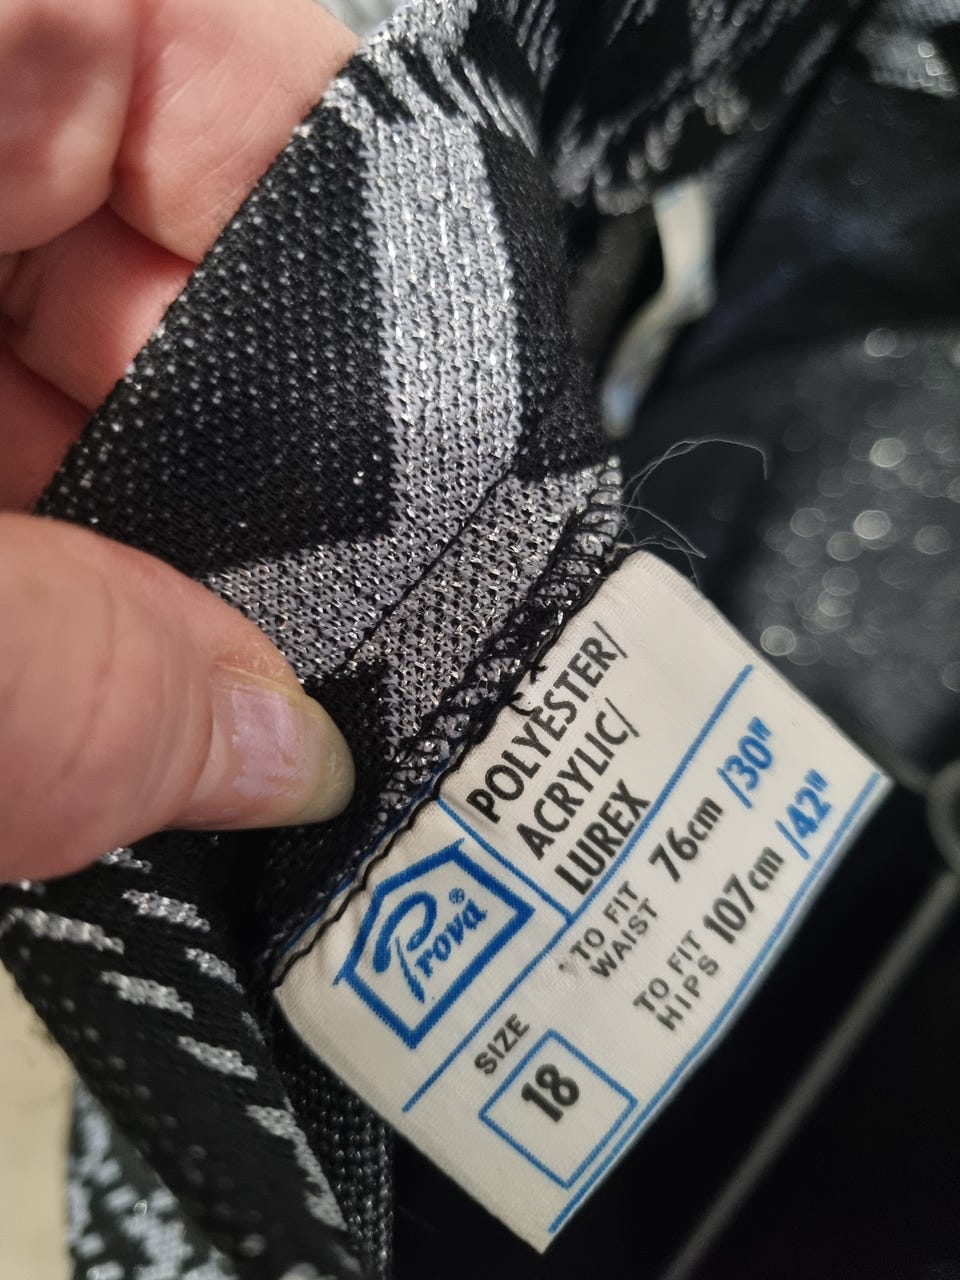 POLYESTER/
ACRYLIC/
LUREX
Prova®
TO FIT
WAIST 76cm /30"
SIZE
18
TO FIT
HIPS 107cm /42"